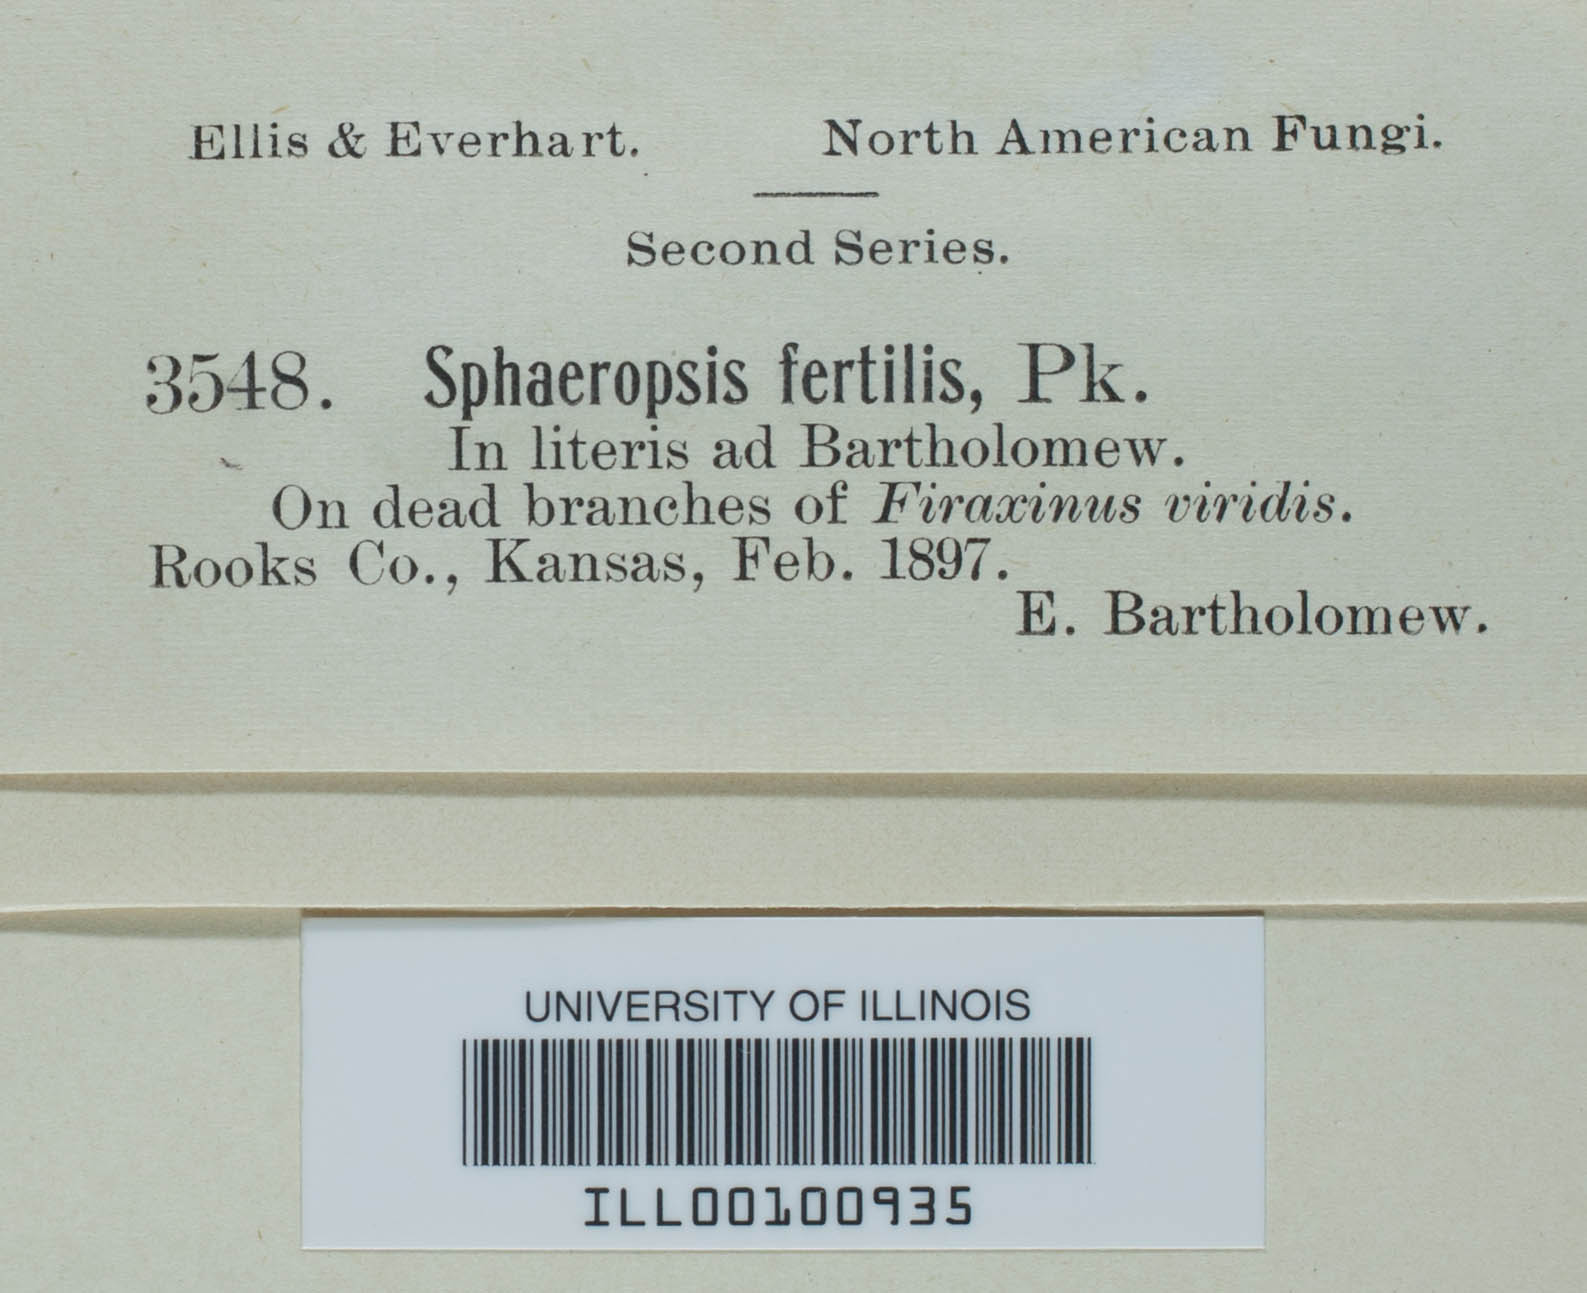 Ellis & Everhart. North American Fungi.
Second Series.
3548. Sphaeropsis fertilis, Pk.
In literis ad Bartholomew.
On dead branches of Firaxinus viridis.
Rooks Co., Kansas, Feb. 1897.
E. Bartholomew.
UNIVERSITY OF ILLINOIS
ILL00100935